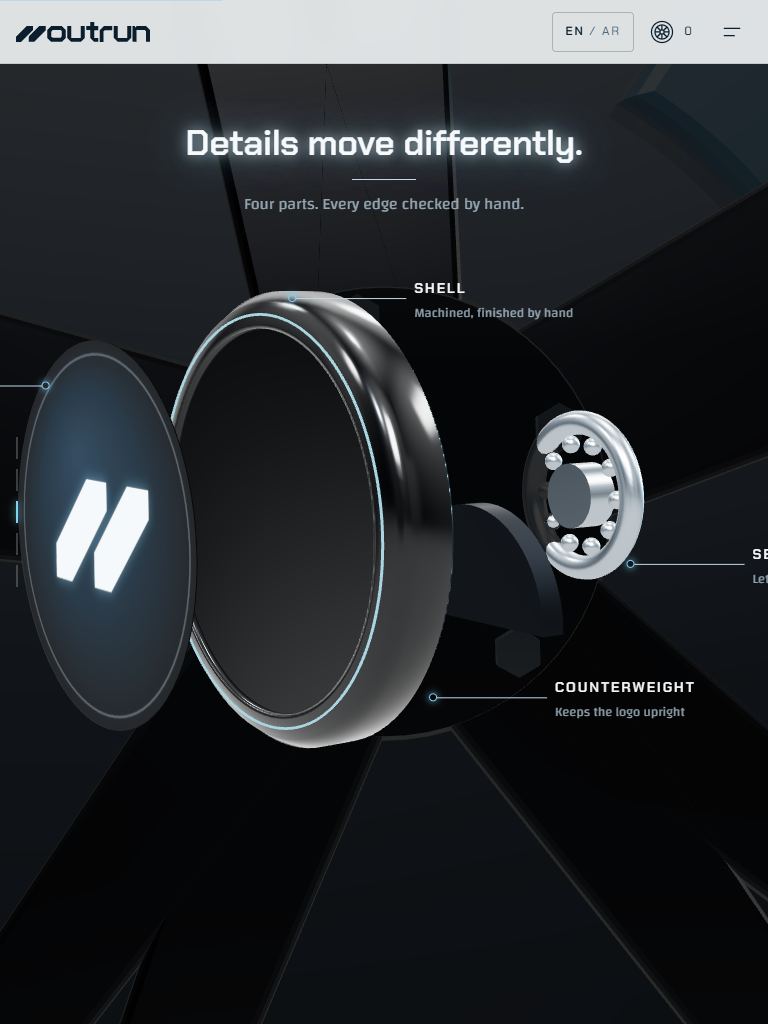 outrun
EN / AR
0
Details move differently.
Four parts. Every edge checked by hand.
SHELL
Machined, finished by hand
COUNTERWEIGHT
Keeps the logo upright